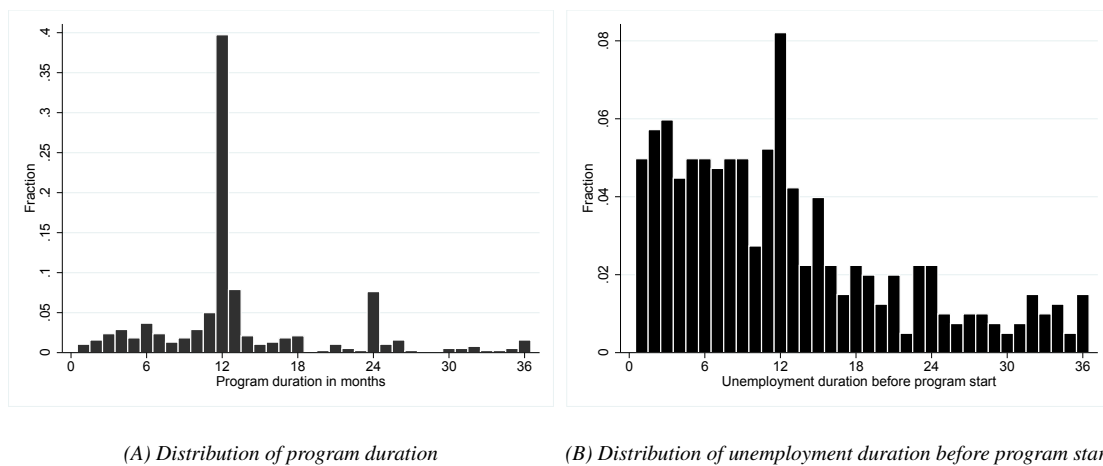 Fraction
.4
.35
.3
.25
.2
.15
.1
.05
0
0 6 12 18 24 30 36
Program duration in months
(A) Distribution of program duration
Fraction
.08
.06
.04
.02
0
0 6 12 18 24 30 36
Unemployment duration before program start
(B) Distribution of unemployment duration before program star